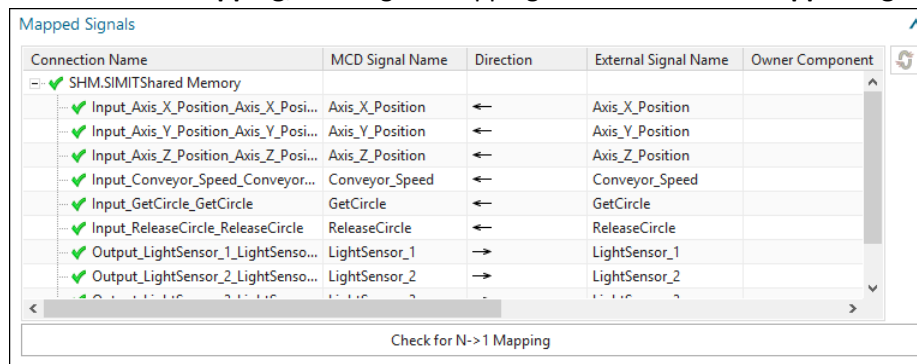 Mapped Signals
Connection Name MCD Signal Name Direction External Signal Name Owner Component
SHM.SIMITShared Memory
Input_Axis_X_Position_Axis_X_Posi... Axis_X_Position ← Axis_X_Position
Input_Axis_Y_Position_Axis_Y_Posi... Axis_Y_Position ← Axis_Y_Position
Input_Axis_Z_Position_Axis_Z_Posi... Axis_Z_Position ← Axis_Z_Position
Input_Conveyor_Speed_Conveyor... Conveyor_Speed ← Conveyor_Speed
Input_GetCircle_GetCircle GetCircle ← GetCircle
Input_ReleaseCircle_ReleaseCircle ReleaseCircle ← ReleaseCircle
Output_LightSensor_1_LightSenso... LightSensor_1 → LightSensor_1
Output_LightSensor_2_LightSenso... LightSensor_2 → LightSensor_2
Check for N->1 Mapping